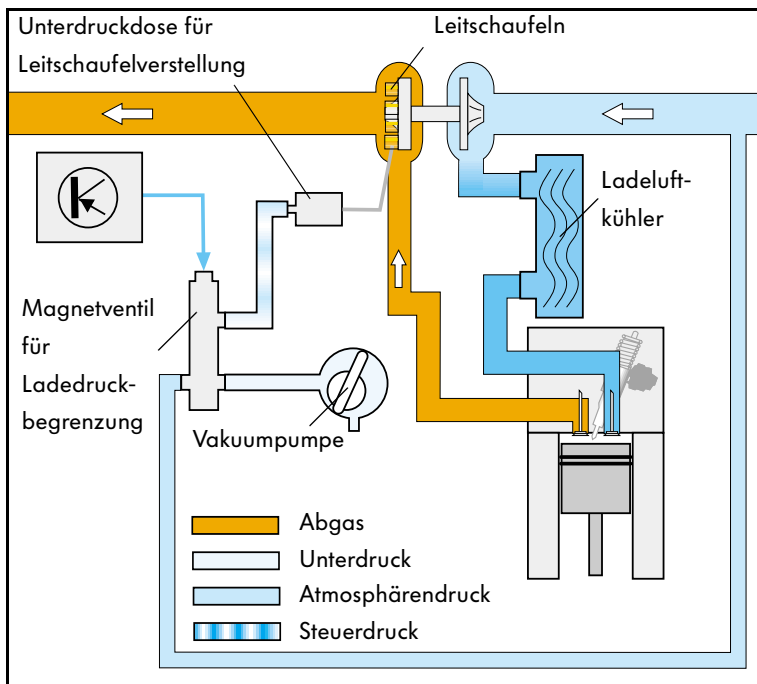 Unterdruckdose für
Leitschaufelverstellung
Leitschaufeln
Ladeluft-
kühler
Magnetventil
für
Ladedruck-
begrenzung
Vakuumpumpe
Abgas
Unterdruck
Atmosphärendruck
Steuerdruck